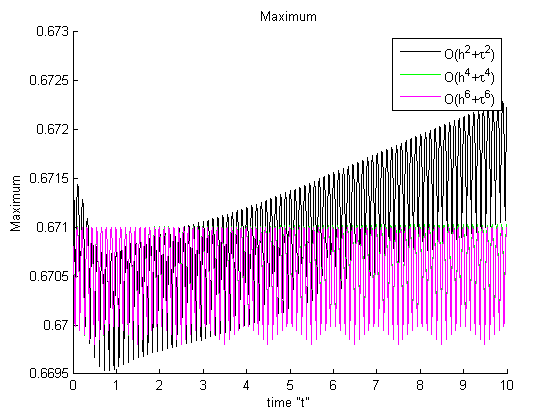 Maximum
0.673
0.6725
0.672
0.6715
0.671
0.6705
0.67
0.6695
Maximum
O(h²+τ²)
O(h⁴+τ⁴)
O(h⁶+τ⁶)
0 1 2 3 4 5 6 7 8 9 10
time "t"